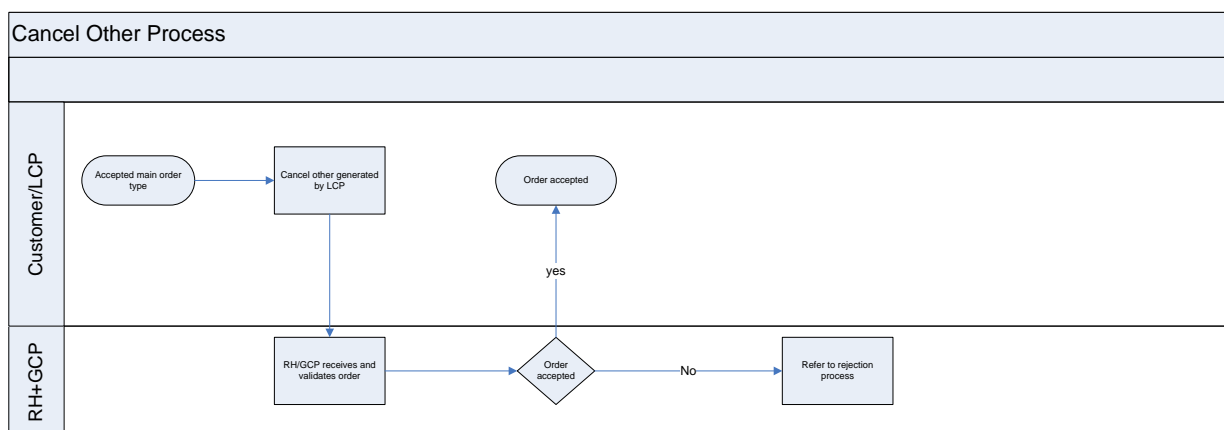 Cancel Other Process
Customer/LCP
Accepted main order
type
Cancel other generated
by LCP
Order accepted
yes
RH+GCP
RH/GCP receives and
validates order
Order
accepted
No
Refer to rejection
process